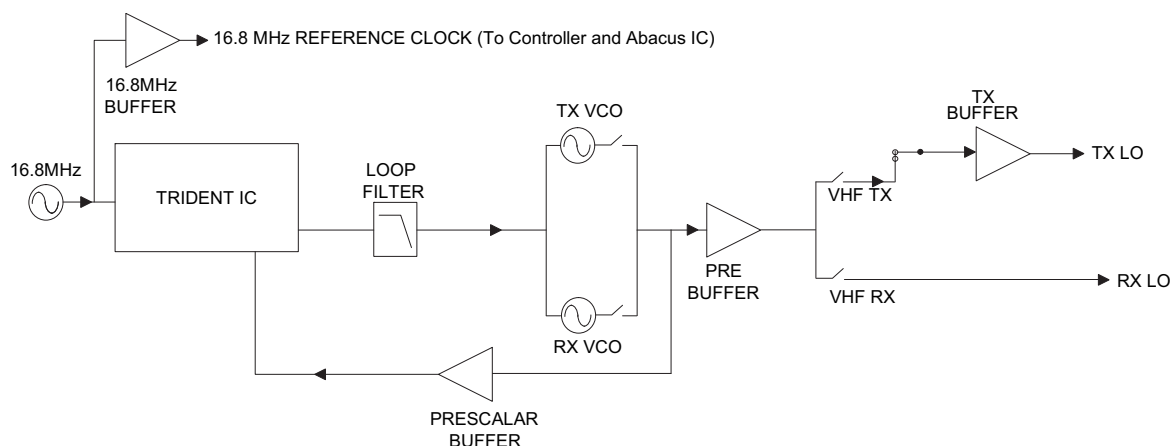 16.8 MHz REFERENCE CLOCK (To Controller and Abacus IC)
16.8MHz
BUFFER
16.8MHz
TRIDENT IC
LOOP
FILTER
TX VCO
RX VCO
PRESCALAR
BUFFER
PRE
BUFFER
VHF TX
VHF RX
TX
BUFFER
TX LO
RX LO